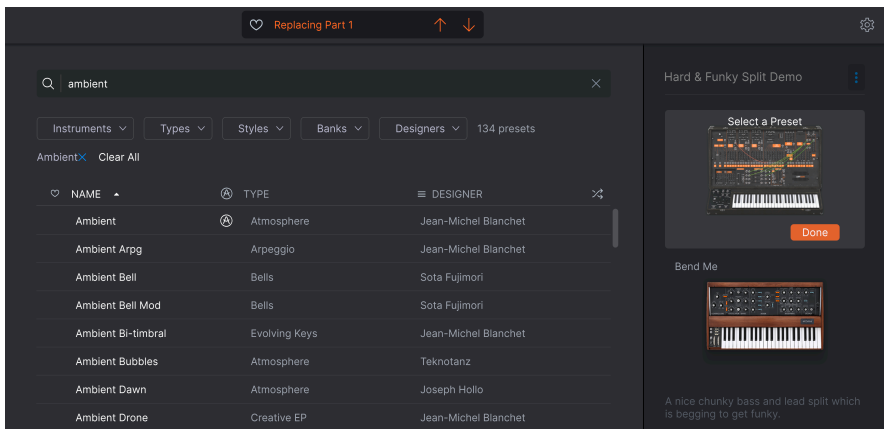 Replacing Part 1
ambient
Instruments
Types
Styles
Banks
Designers
134 presets
Ambient
Clear All
NAME
TYPE
DESIGNER
Ambient
Atmosphere
Jean-Michel Blanchet
Ambient Arpg
Arpeggio
Jean-Michel Blanchet
Ambient Bell
Bells
Sota Fujimori
Ambient Bell Mod
Bells
Sota Fujimori
Ambient Bi-timbral
Evolving Keys
Jean-Michel Blanchet
Ambient Bubbles
Atmosphere
Teknotanz
Ambient Dawn
Atmosphere
Joseph Hollo
Ambient Drone
Creative EP
Jean-Michel Blanchet
Hard & Funky Split Demo
Select a Preset
Done
Bend Me
A nice chunky bass and lead split which
is begging to get funky.